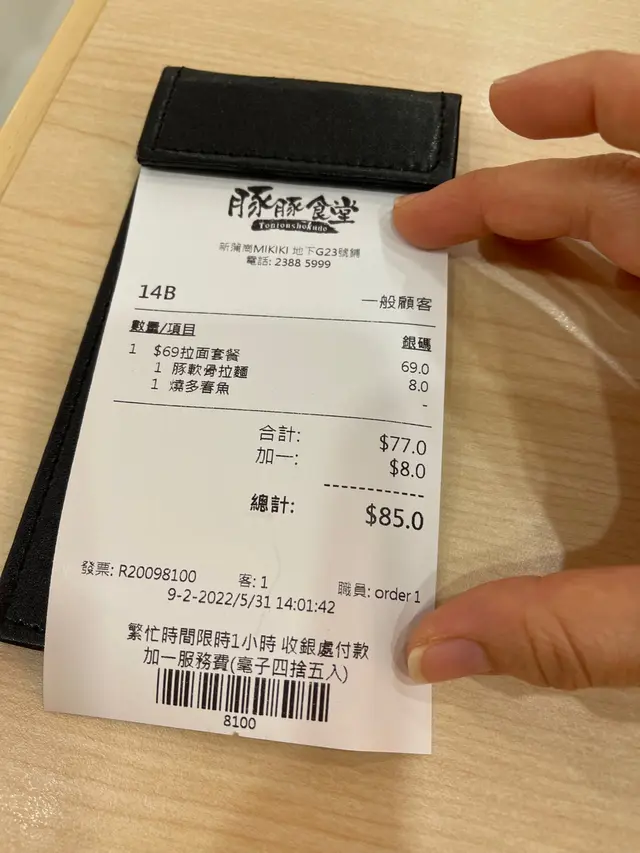 豚豚食堂
Tontonshokudo
新蒲崗MIKIKI 地下G23號鋪
電話: 2388 5999
14B 一般顧客
數量/項目 銀碼
1 $69拉面套餐 69.0
1 豚軟骨拉麵 8.0
1 燒多春魚 -
合計: $77.0
加一: $8.0
總計: $85.0
發票: R20098100 客: 1 職員: order 1
9-2-2022/5/31 14:01:42
繁忙時間限時1小時 收銀處付款
加一服務費(毫子四捨五入)
8100